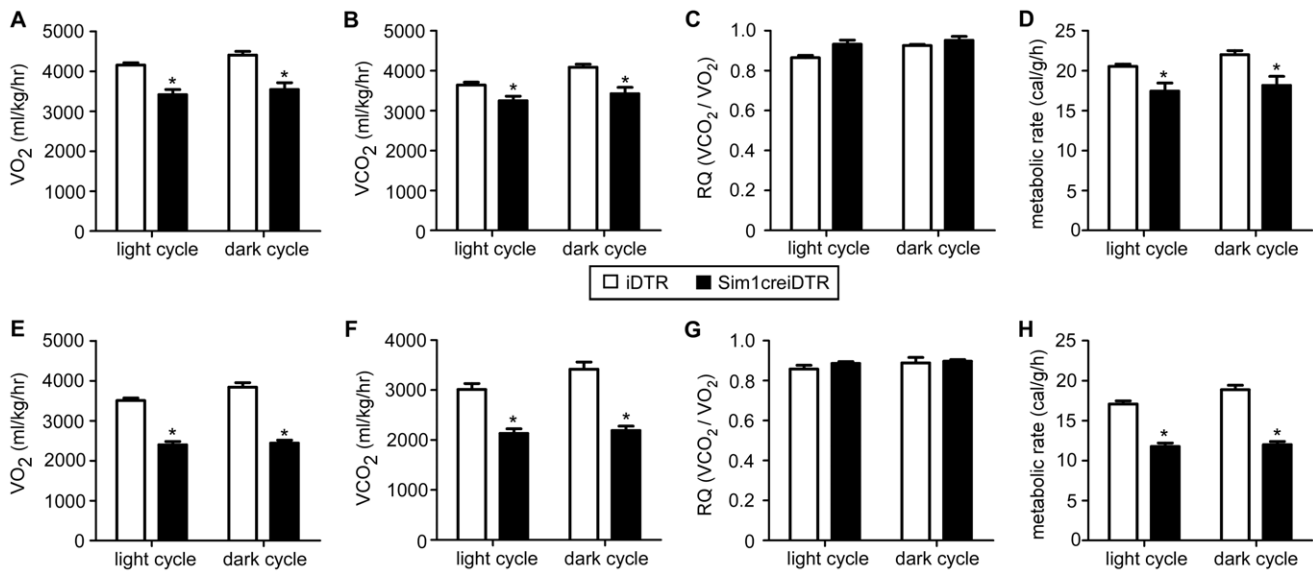 A
VO2 (ml/kg/hr)
5000
4000
3000
2000
1000
0
*
*
light cycle
dark cycle
B
VCO2 (ml/kg/hr)
5000
4000
3000
2000
1000
0
*
*
light cycle
dark cycle
C
RQ (VCO2 / VO2)
1.0
0.8
0.6
0.4
0.2
0
light cycle
dark cycle
D
metabolic rate (cal/g/h)
25
20
15
10
5
0
*
*
light cycle
dark cycle
iDTR
Sim1creiDTR
E
VO2 (ml/kg/hr)
5000
4000
3000
2000
1000
0
*
*
light cycle
dark cycle
F
VCO2 (ml/kg/hr)
4000
3000
2000
1000
0
*
*
light cycle
dark cycle
G
RQ (VCO2 / VO2)
1.0
0.8
0.6
0.4
0.2
0
light cycle
dark cycle
H
metabolic rate (cal/g/h)
25
20
15
10
5
0
*
*
light cycle
dark cycle